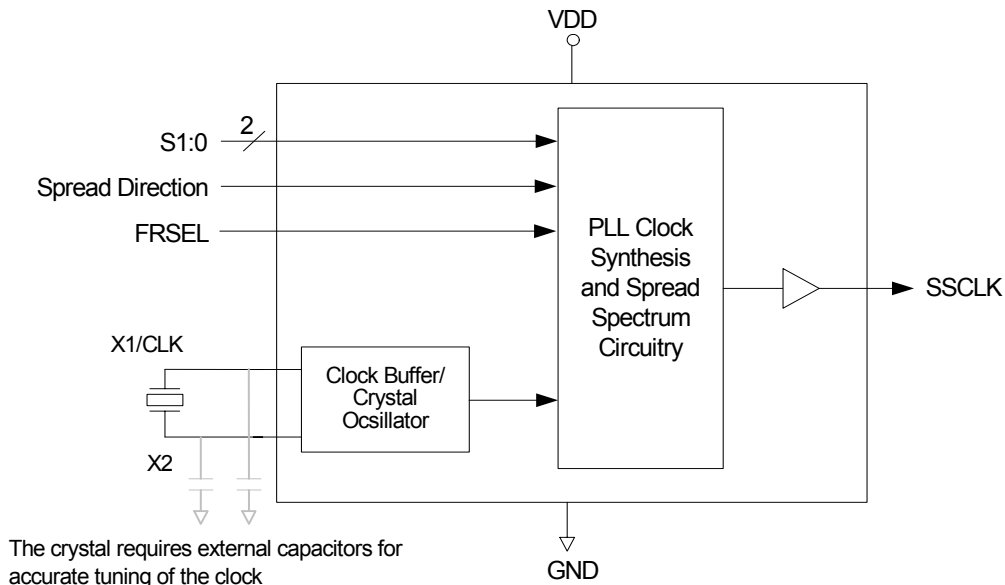 VDD
2
S1:0
Spread Direction
FRSEL
PLL Clock
Synthesis
and Spread
Spectrum
Circuitry
SSCLK
X1/CLK
Clock Buffer/
Crystal
Ocsillator
X2
The crystal requires external capacitors for
accurate tuning of the clock
GND